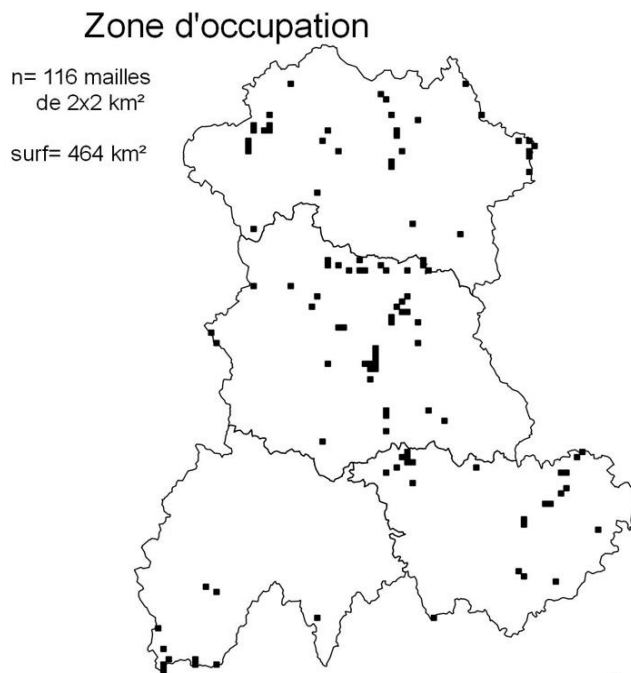 Zone d'occupation
n= 116 mailles
de 2x2 km²
surf= 464 km²